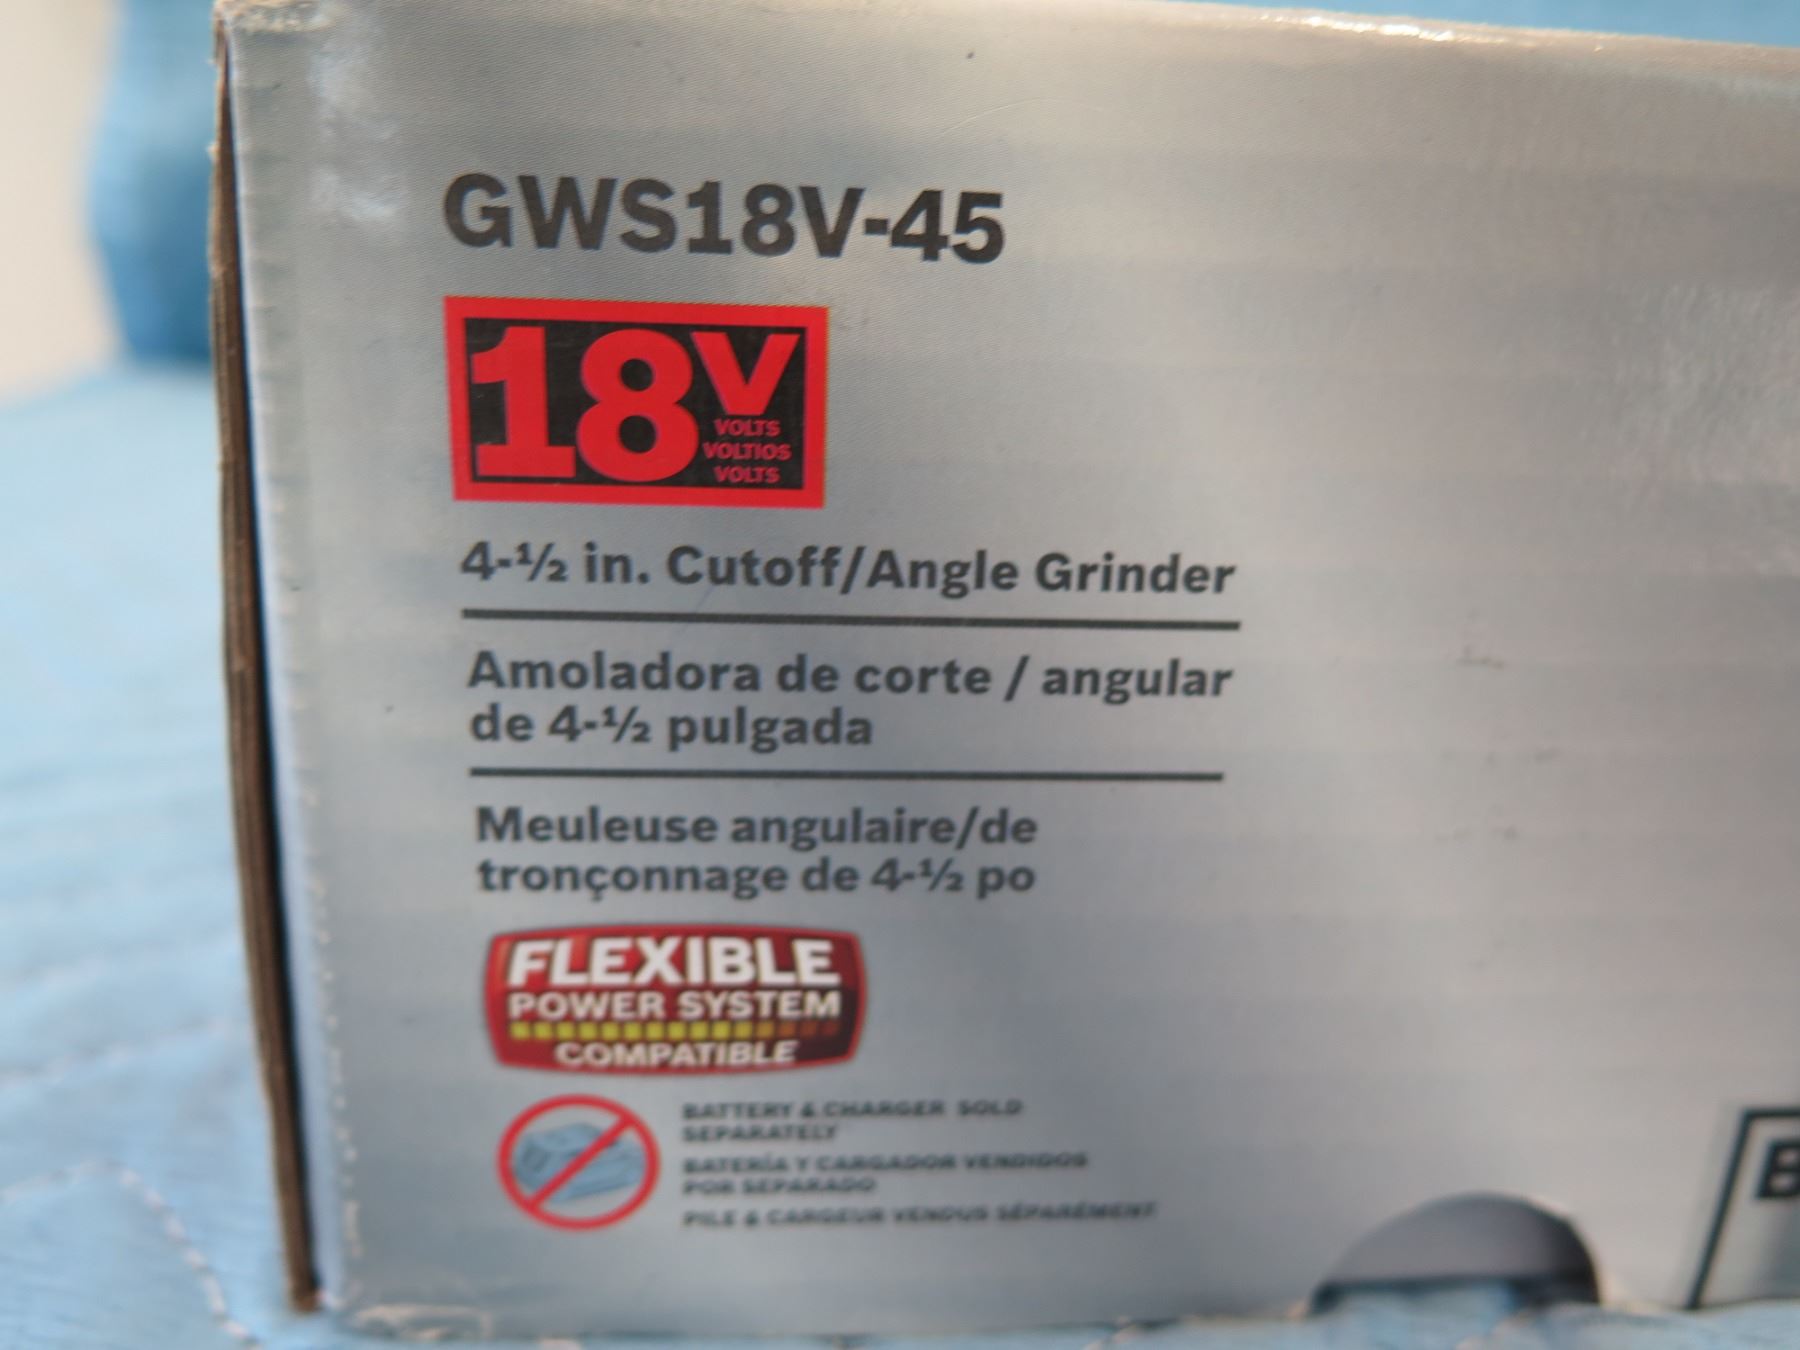 GWS18V-45
18V
VOLTS
VOLTIOS
VOLTS
4-½ in. Cutoff/Angle Grinder
Amoladora de corte / angular
de 4-½ pulgada
Meuleuse angulaire/de
tronçonnage de 4-½ po
FLEXIBLE
POWER SYSTEM
COMPATIBLE
BATTERY & CHARGER SOLD
SEPARATELY
BATERÍA Y CARGADOR VENDIDOS
POR SEPARADO
PILE & CARGEUR VENDUS SÉPARÉMENT
B